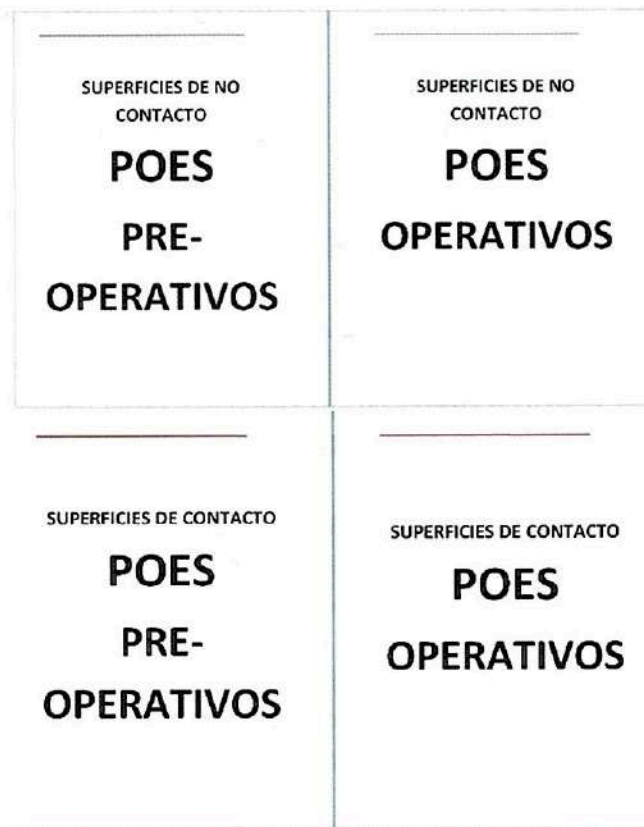 SUPERFICIES DE NO
CONTACTO
POES
PRE-
OPERATIVOS
SUPERFICIES DE NO
CONTACTO
POES
OPERATIVOS
SUPERFICIES DE CONTACTO
POES
PRE-
OPERATIVOS
SUPERFICIES DE CONTACTO
POES
OPERATIVOS